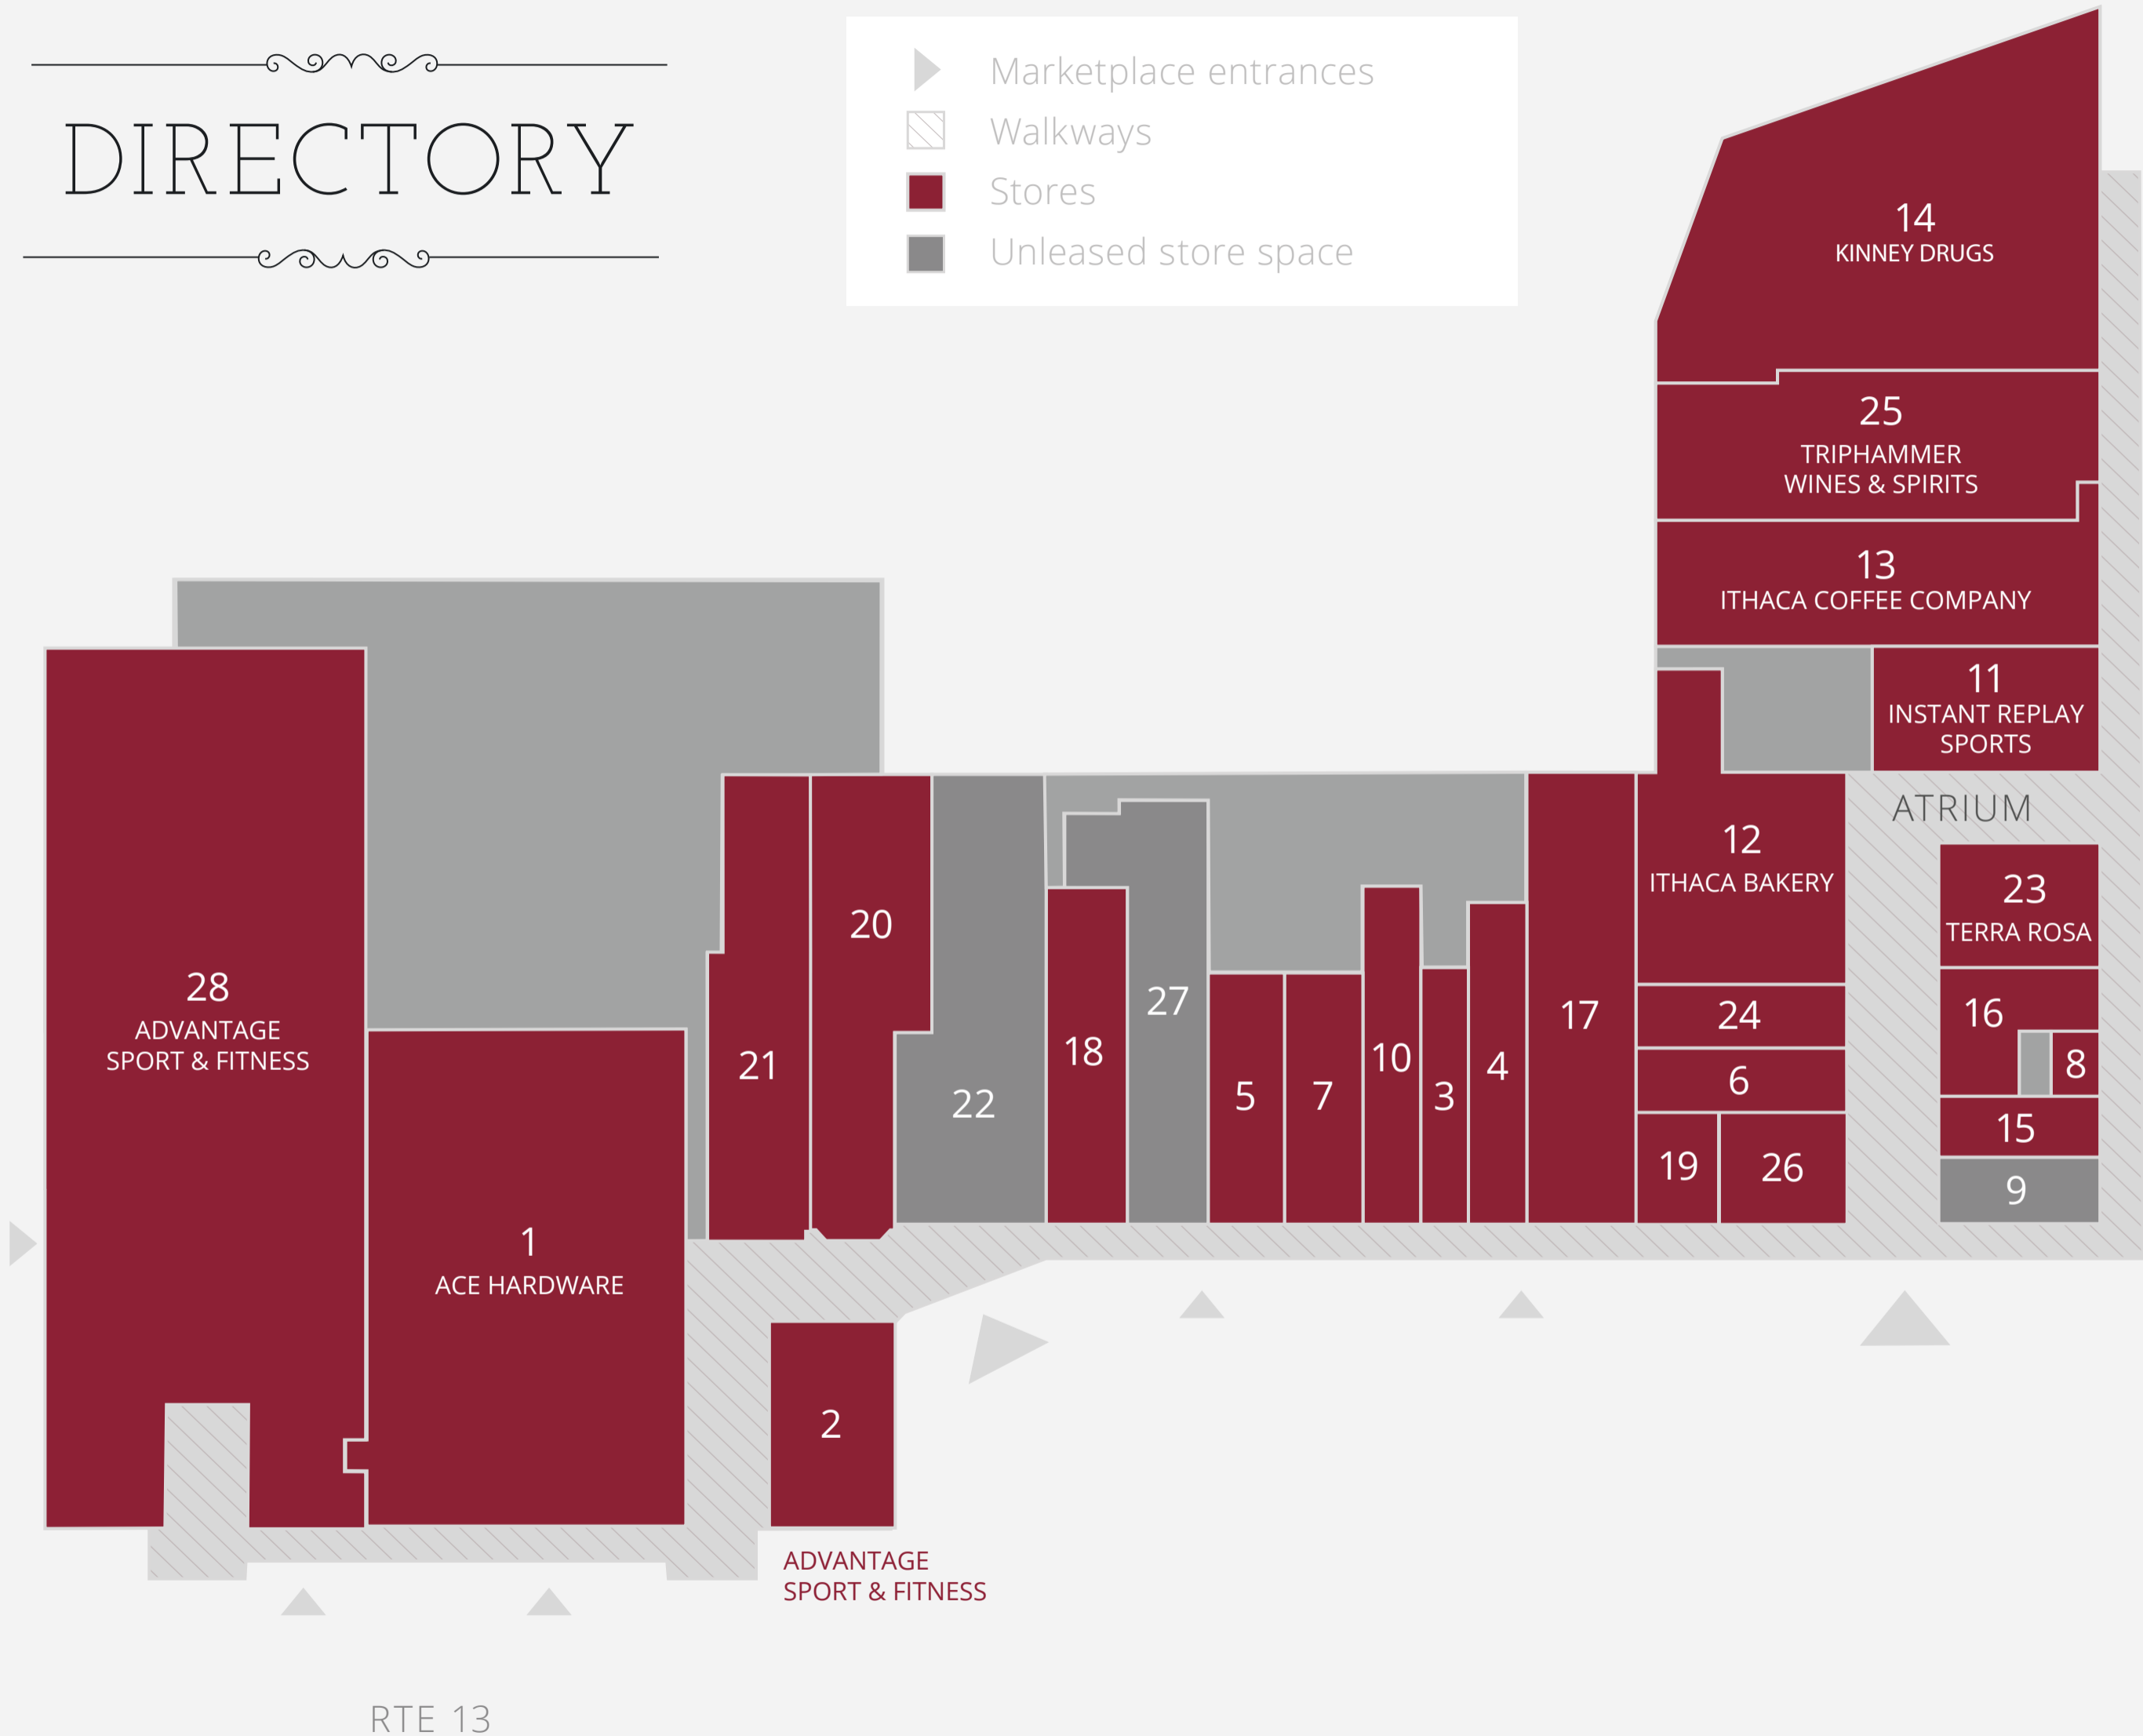 DIRECTORY
Marketplace entrances
Walkways
Stores
Unleased store space
14
KINNEY DRUGS
25
TRIPHAMMER
WINES & SPIRITS
13
ITHACA COFFEE COMPANY
11
INSTANT REPLAY
SPORTS
ATRIUM
12
ITHACA BAKERY
23
TERRA ROSA
20
28
ADVANTAGE
SPORT & FITNESS
27
17
24
16
21
18
10
4
6
8
22
5
7
3
15
19
26
9
1
ACE HARDWARE
2
ADVANTAGE
SPORT & FITNESS
RTE 13